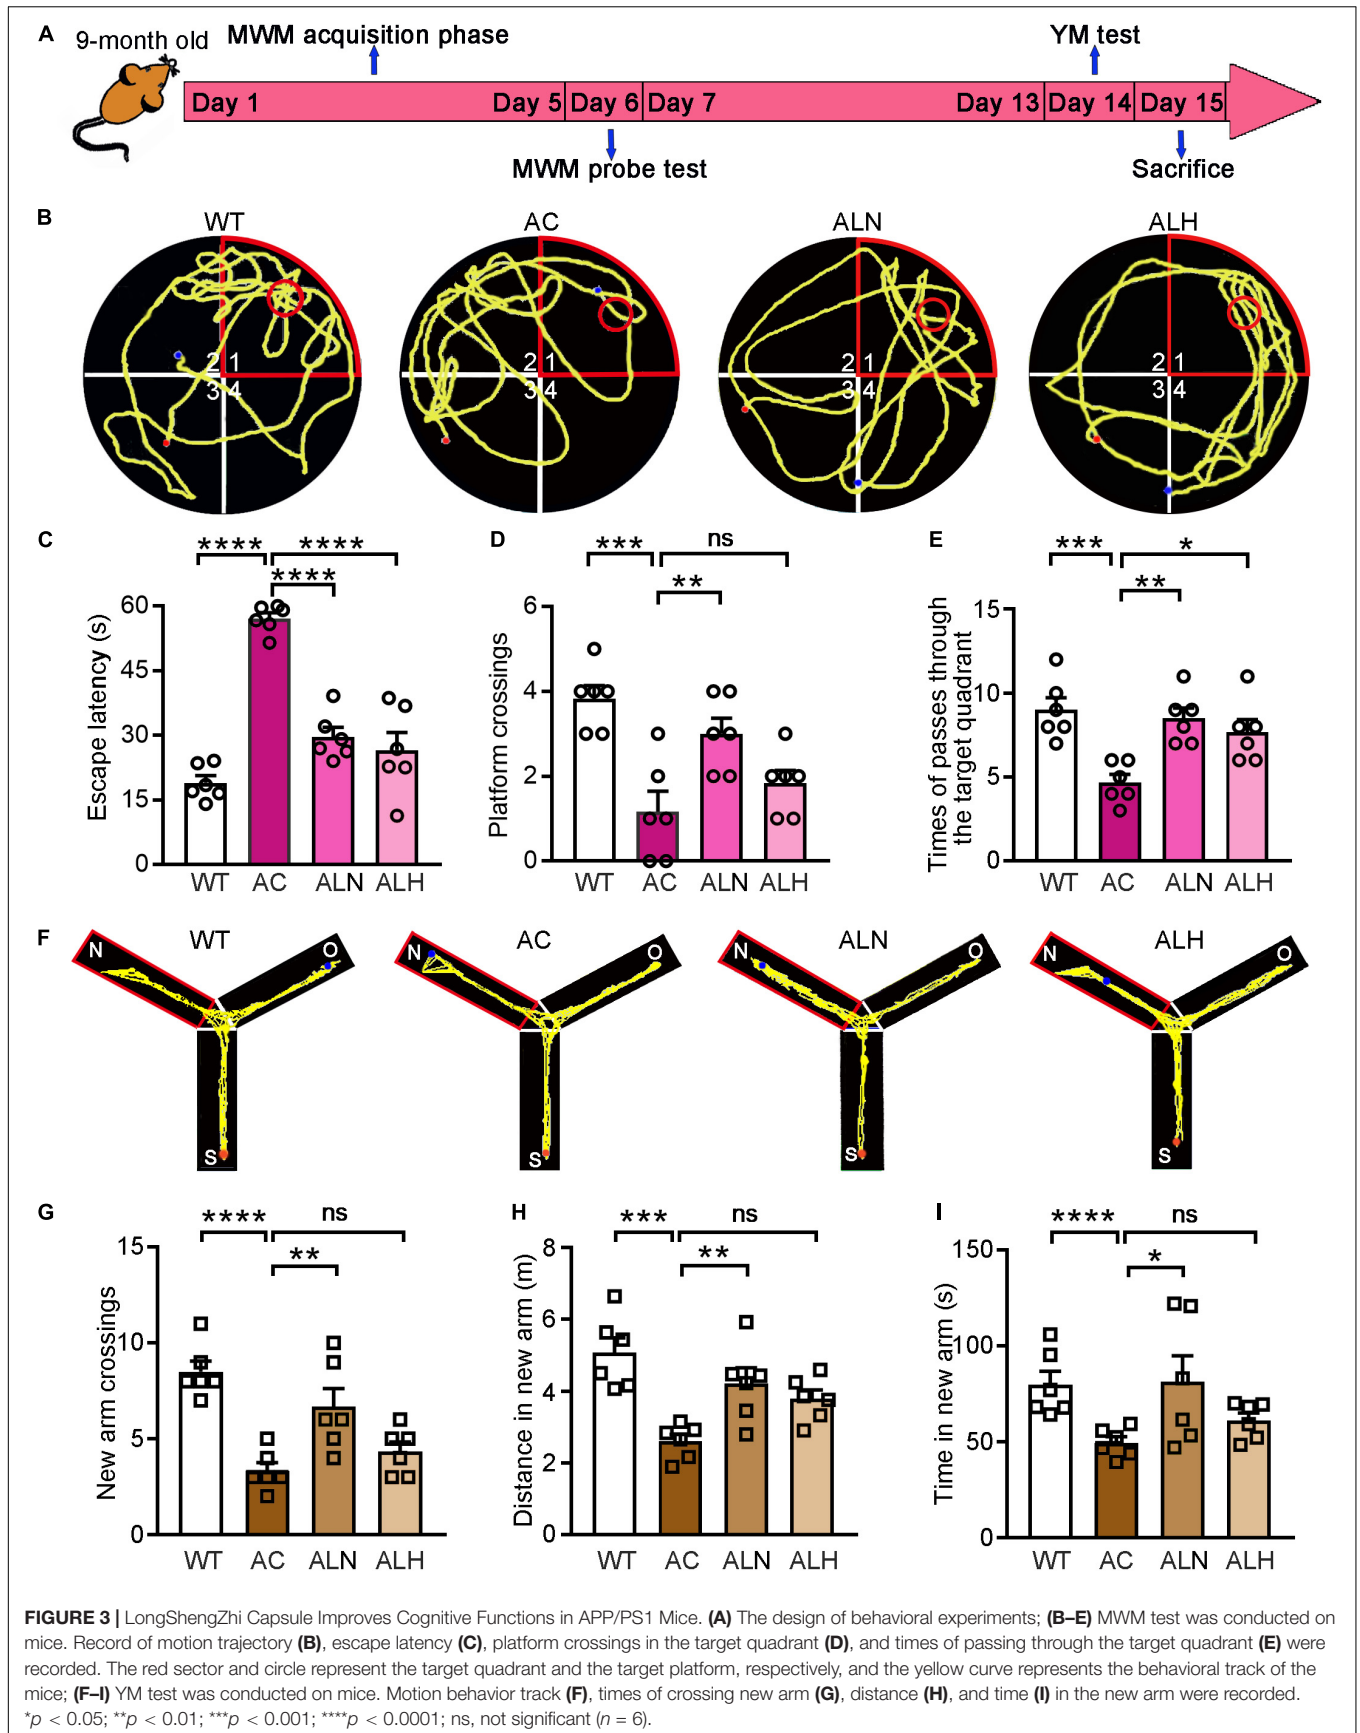 A
9-month old
MWM acquisition phase
YM test
Day 1
Day 5
Day 6
Day 7
Day 13
Day 14
Day 15
MWM probe test
Sacrifice
B
WT
AC
ALN
ALH
2 1
3 4
2 1
3 4
2 1
3 4
2 1
3 4
C
****
****
****
Escape latency (s)
60
45
30
15
0
WT
AC
ALN
ALH
D
***
ns
**
Platform crossings
6
4
2
0
WT
AC
ALN
ALH
E
***
*
**
Times of passes through
the target quadrant
15
10
5
0
WT
AC
ALN
ALH
F
WT
N
O
S
AC
N
O
S
ALN
N
O
S
ALH
N
O
S
G
****
ns
**
New arm crossings
15
10
5
0
WT
AC
ALN
ALH
H
***
ns
**
Distance in new arm (m)
8
6
4
2
0
WT
AC
ALN
ALH
I
****
ns
*
Time in new arm (s)
150
100
50
0
WT
AC
ALN
ALH
FIGURE 3 | LongShengZhi Capsule Improves Cognitive Functions in APP/PS1 Mice. (A) The design of behavioral experiments; (B–E) MWM test was conducted on
mice. Record of motion trajectory (B), escape latency (C), platform crossings in the target quadrant (D), and times of passing through the target quadrant (E) were
recorded. The red sector and circle represent the target quadrant and the target platform, respectively, and the yellow curve represents the behavioral track of the
mice; (F–I) YM test was conducted on mice. Motion behavior track (F), times of crossing new arm (G), distance (H), and time (I) in the new arm were recorded.
*p < 0.05; **p < 0.01; ***p < 0.001; ****p < 0.0001; ns, not significant (n = 6).